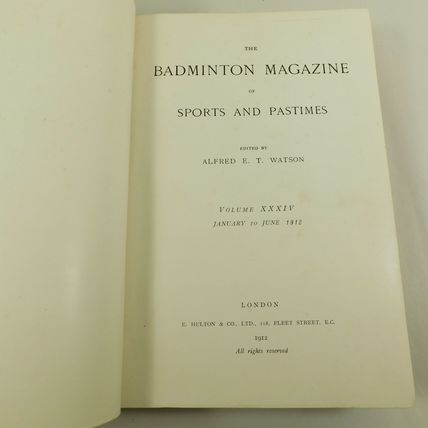 THE
BADMINTON MAGAZINE
OF
SPORTS AND PASTIMES
EDITED BY
ALFRED E. T. WATSON
VOLUME XXXIV
JANUARY TO JUNE 1912
LONDON
E. HELTON & CO., LTD., 118, FLEET STREET, E.C.
1912
All rights reserved